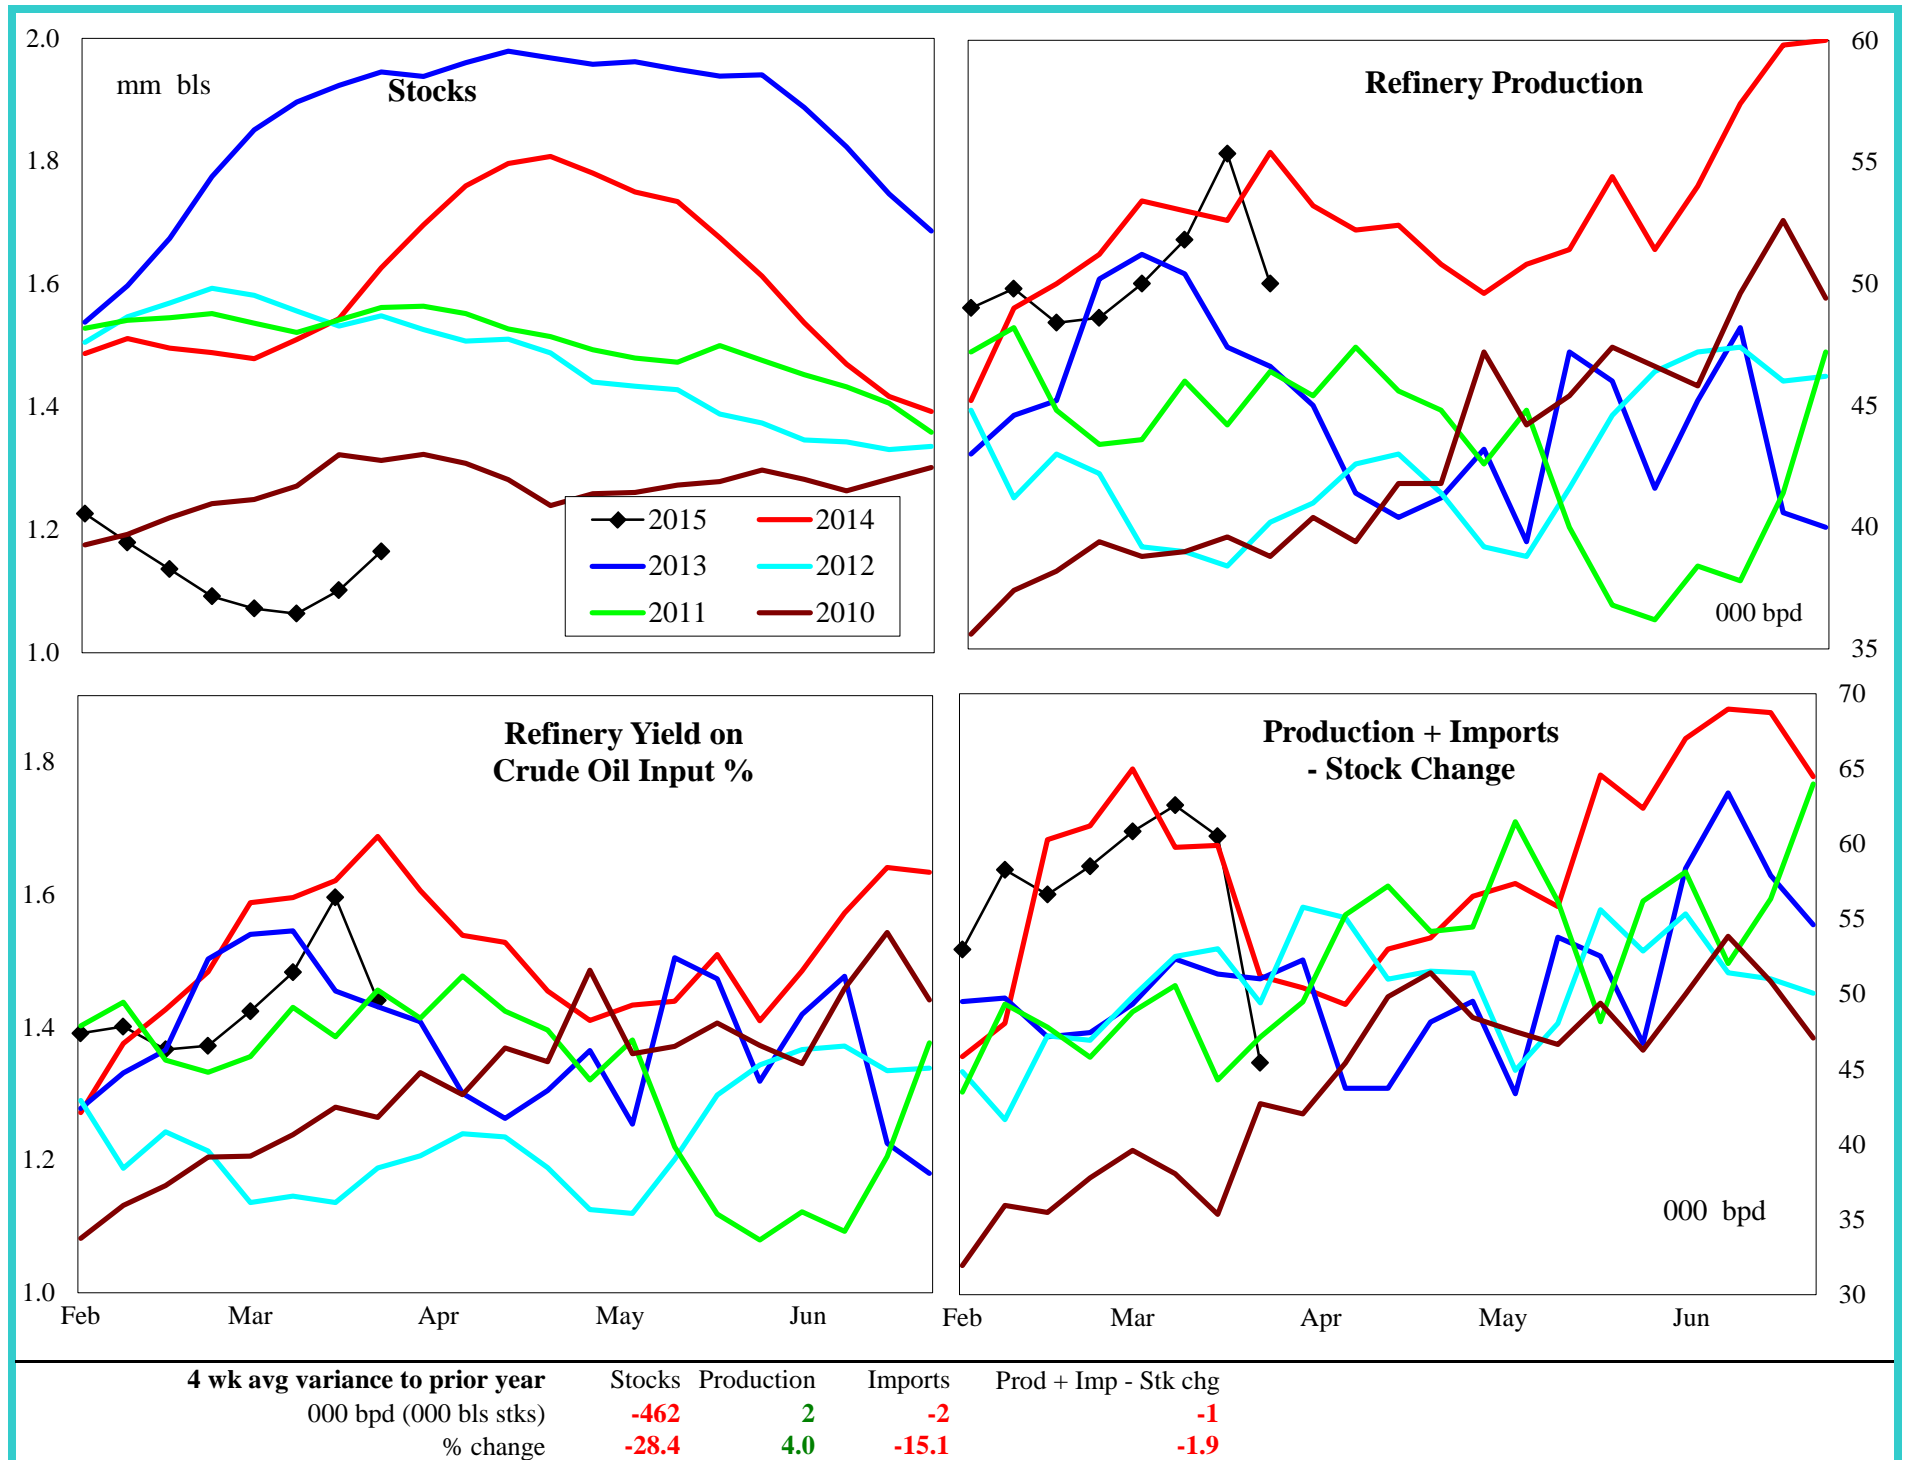 2.0
1.8
1.6
1.4
1.2
1.0
mm bls
Stocks
2015 2014
2013 2012
2011 2010
Refinery Production
60
55
50
45
40
35
000 bpd
Refinery Yield on
Crude Oil Input %
1.8
1.6
1.4
1.2
1.0
Feb Mar Apr May Jun
Production + Imports
- Stock Change
70
65
60
55
50
45
40
35
30
000 bpd
Feb Mar Apr May Jun
4 wk avg variance to prior year Stocks Production Imports Prod + Imp - Stk chg
000 bpd (000 bls stks) -462 2 -2 -1
% change -28.4 4.0 -15.1 -1.9